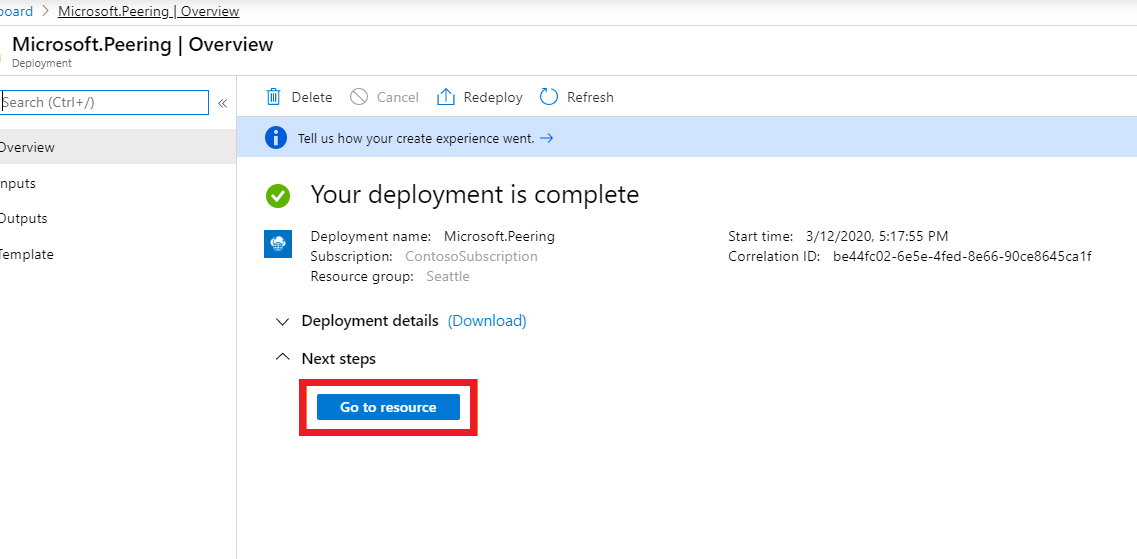 board > Microsoft.Peering | Overview
Microsoft.Peering | Overview
Deployment
Search (Ctrl+/)
«
Overview
nputs
Outputs
Template
Delete Cancel Redeploy Refresh
Tell us how your create experience went. →
Your deployment is complete
Deployment name: Microsoft.Peering
Subscription: ContosoSubscription
Resource group: Seattle
Start time: 3/12/2020, 5:17:55 PM
Correlation ID: be44fc02-6e5e-4fed-8e66-90ce8645ca1f
Deployment details (Download)
Next steps
Go to resource